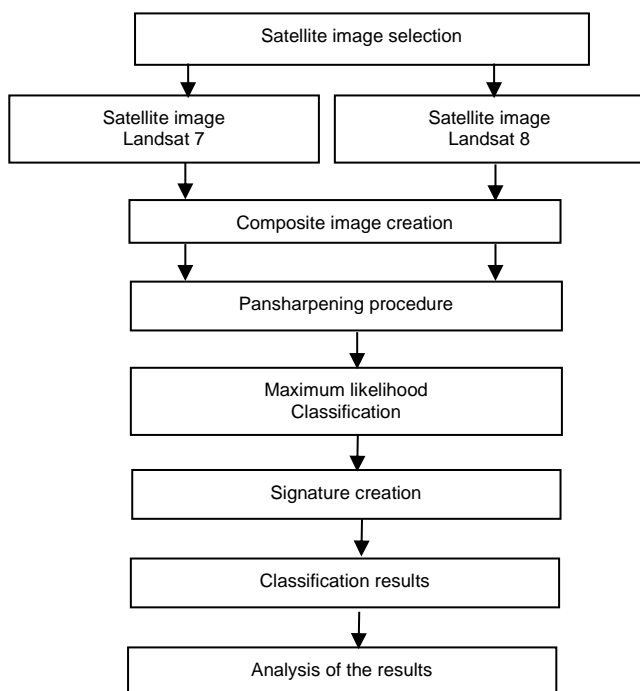 Satellite image selection
Satellite image
Landsat 7
Satellite image
Landsat 8
Composite image creation
Pansharpening procedure
Maximum likelihood
Classification
Signature creation
Classification results
Analysis of the results